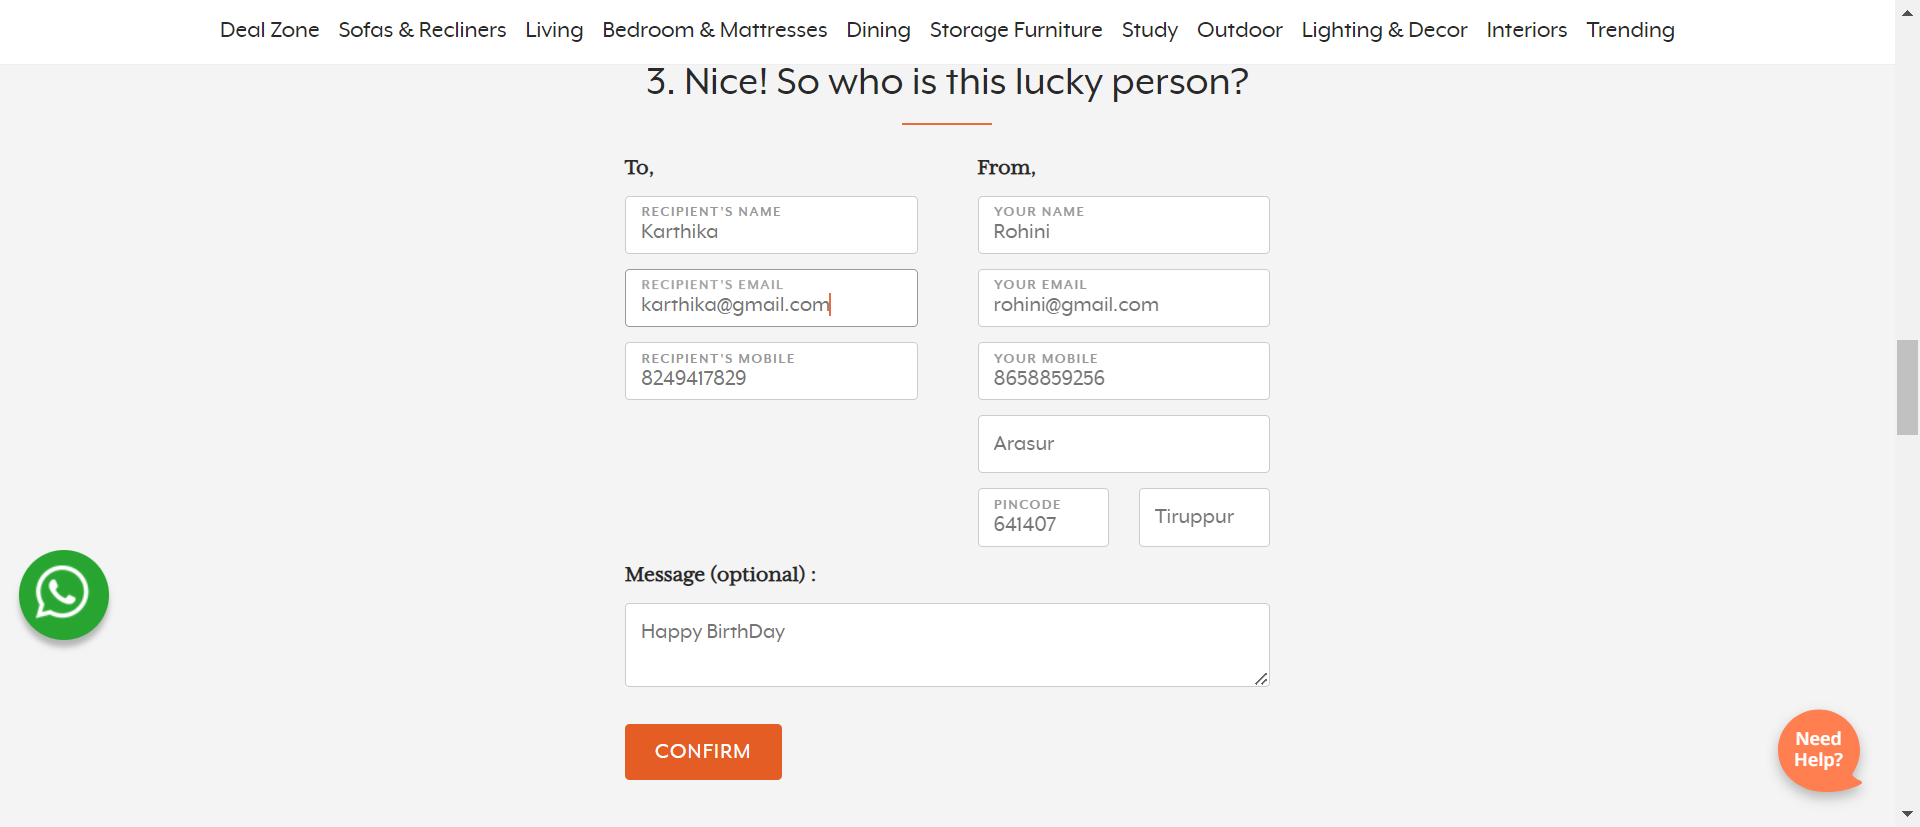 Deal Zone Sofas & Recliners Living Bedroom & Mattresses Dining Storage Furniture Study Outdoor Lighting & Decor Interiors Trending
3. Nice! So who is this lucky person?
To,
From,
RECIPIENT'S NAME
Karthika
YOUR NAME
Rohini
RECIPIENT'S EMAIL
karthika@gmail.com
YOUR EMAIL
rohini@gmail.com
RECIPIENT'S MOBILE
8249417829
YOUR MOBILE
8658859256
Arasur
PINCODE
641407
Tiruppur
Message (optional) :
Happy BirthDay
CONFIRM
Need
Help?